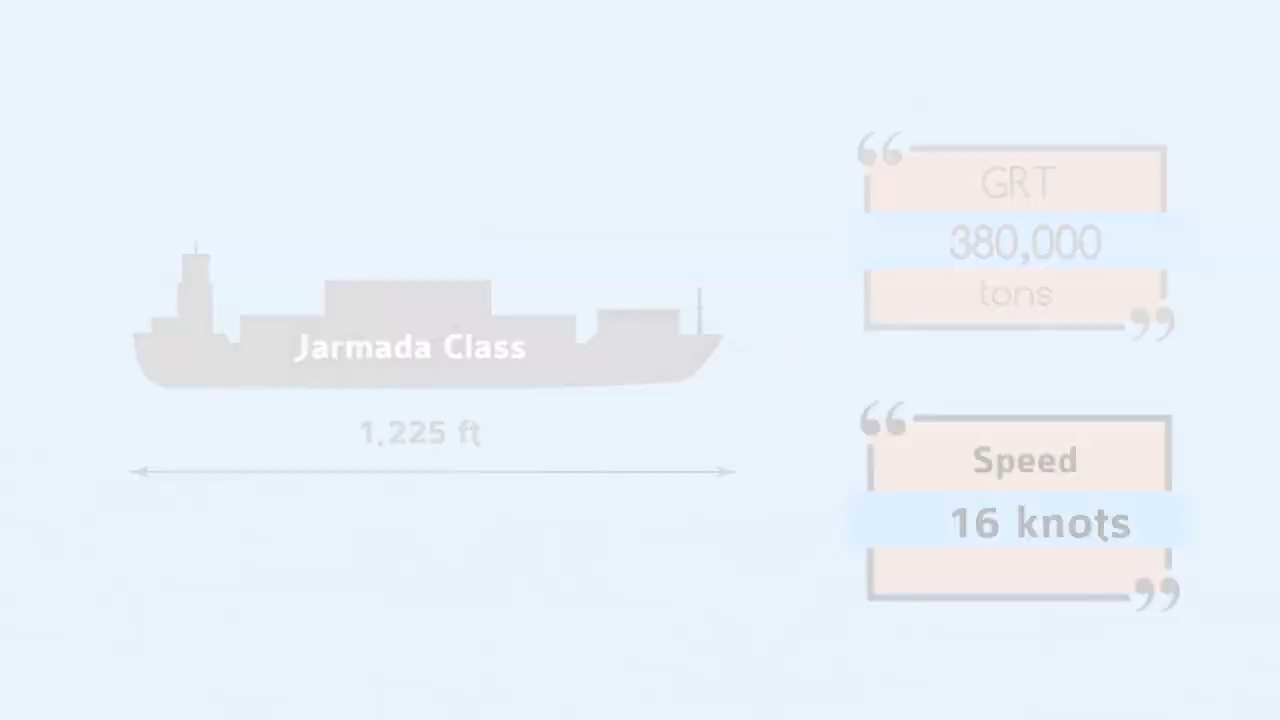 Jarmada Class
1,225 ft
GRT
380,000
tons
Speed
16 knots